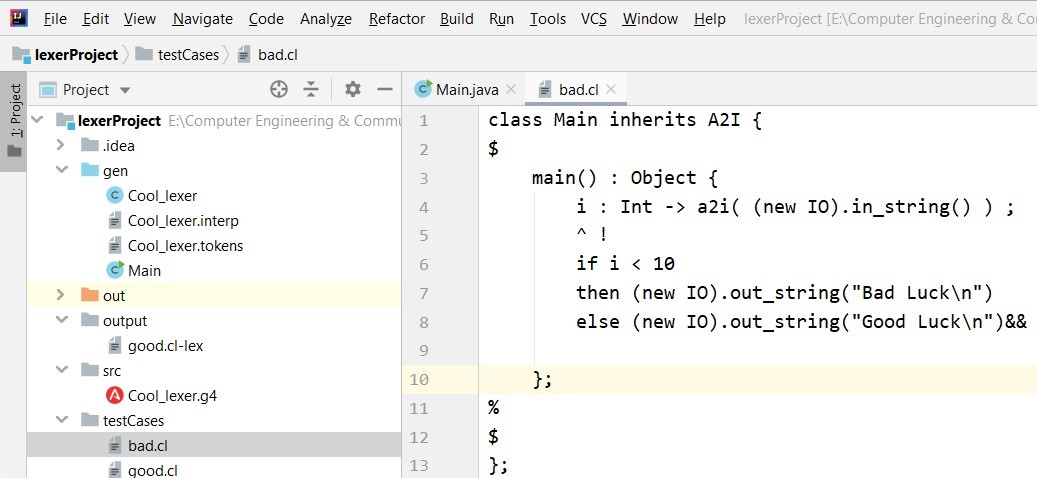 File Edit View Navigate Code Analyze Refactor Build Run Tools VCS Window Help lexerProject [E:\Computer Engineering & Com
lexerProject testCases bad.cl
1: Project
Project
lexerProject E:\Computer Engineering & Commu
.idea
gen
Cool_lexer
Cool_lexer.interp
Cool_lexer.tokens
Main
out
output
good.cl-lex
src
Cool_lexer.g4
testCases
bad.cl
good.cl
Main.java bad.cl
1 class Main inherits A2I {
2 $
3 main() : Object {
4 i : Int -> a2i( (new IO).in_string() ) ;
5 ^ !
6 if i < 10
7 then (new IO).out_string("Bad Luck\n")
8 else (new IO).out_string("Good Luck\n")&&
9
10 };
11 %
12 $
13 };